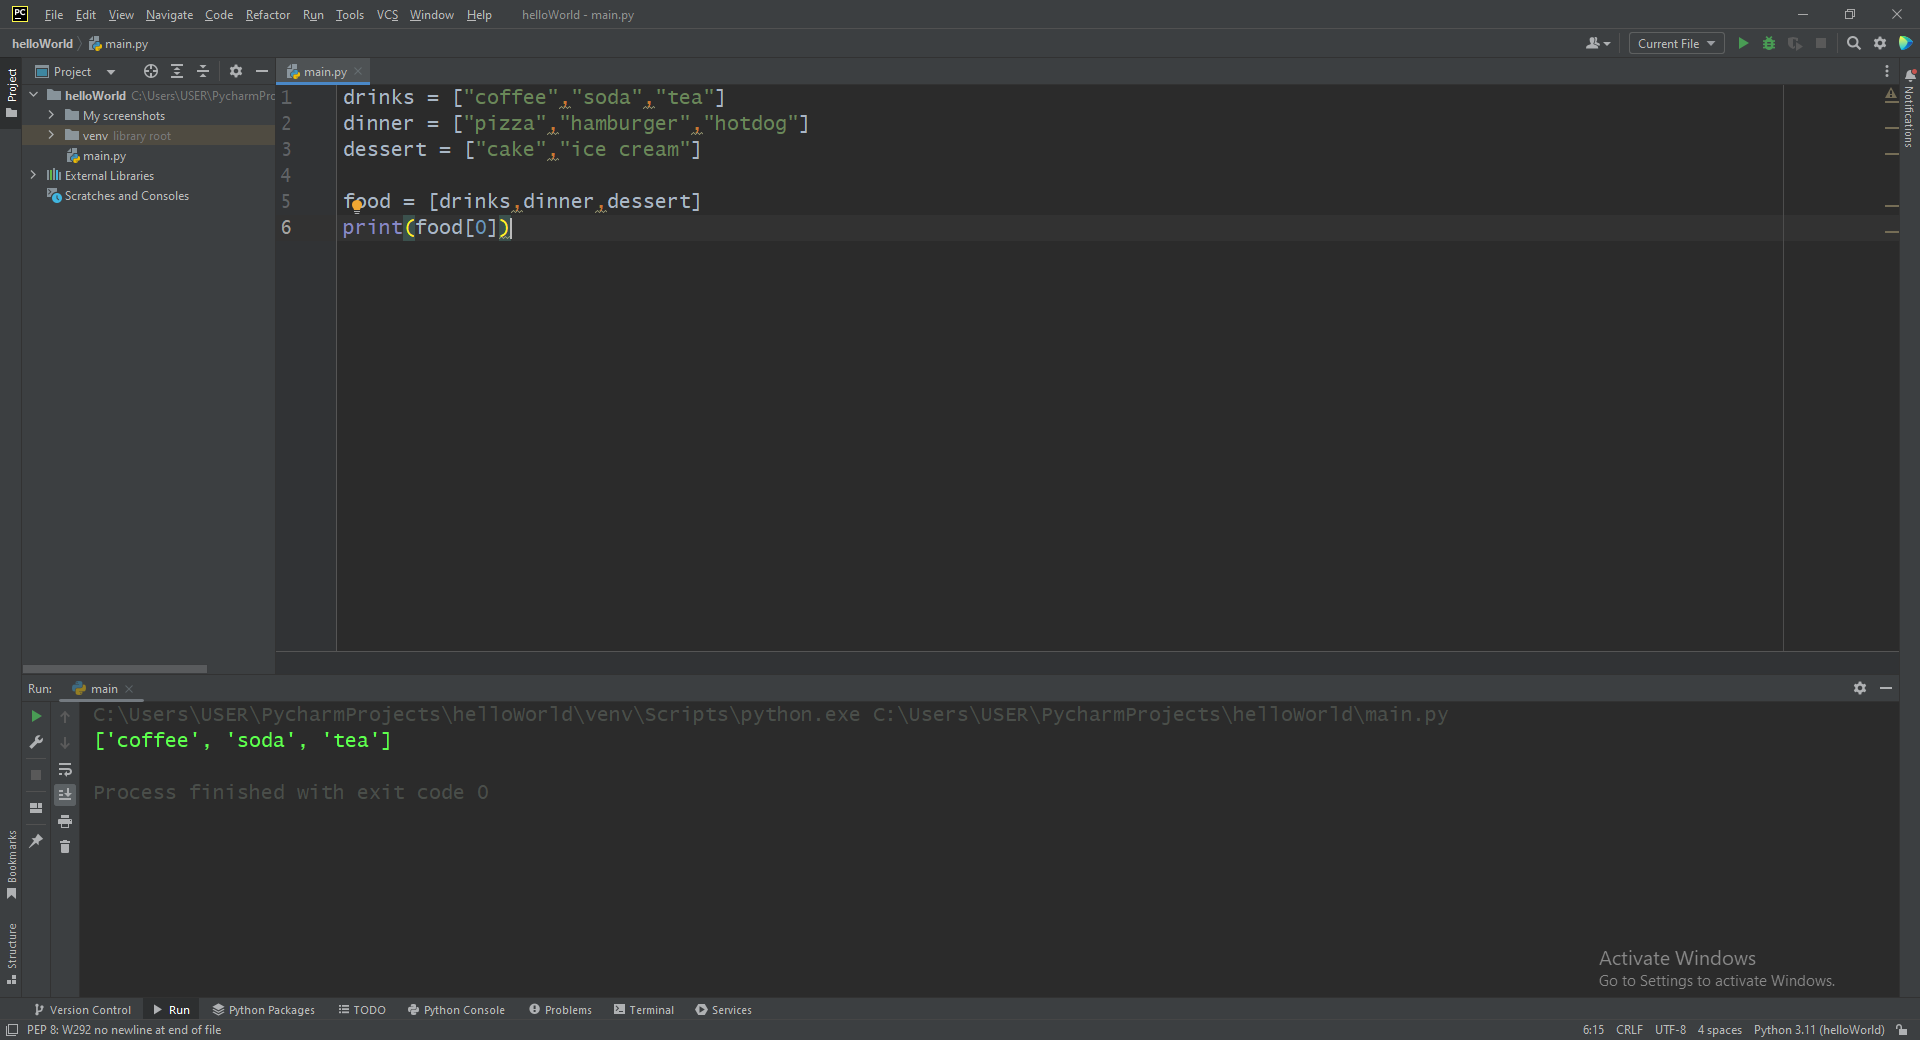 PC File Edit View Navigate Code Refactor Run Tools VCS Window Help helloWorld - main.py
helloWorld main.py Current File
Project main.py
helloWorld C:\Users\USER\PycharmPro
My screenshots
venv library root
main.py
External Libraries
Scratches and Consoles
1 drinks = ["coffee","soda","tea"]
2 dinner = ["pizza","hamburger","hotdog"]
3 dessert = ["cake","ice cream"]
4
5 food = [drinks,dinner,dessert]
6 print(food[0])
Project
Notifications
Run: main
C:\Users\USER\PycharmProjects\helloWorld\venv\Scripts\python.exe C:\Users\USER\PycharmProjects\helloWorld\main.py
['coffee', 'soda', 'tea']
Process finished with exit code 0
Bookmarks
Structure
Activate Windows
Go to Settings to activate Windows.
Version Control Run Python Packages TODO Python Console Problems Terminal Services
PEP 8: W292 no newline at end of file 6:15 CRLF UTF-8 4 spaces Python 3.11 (helloWorld)